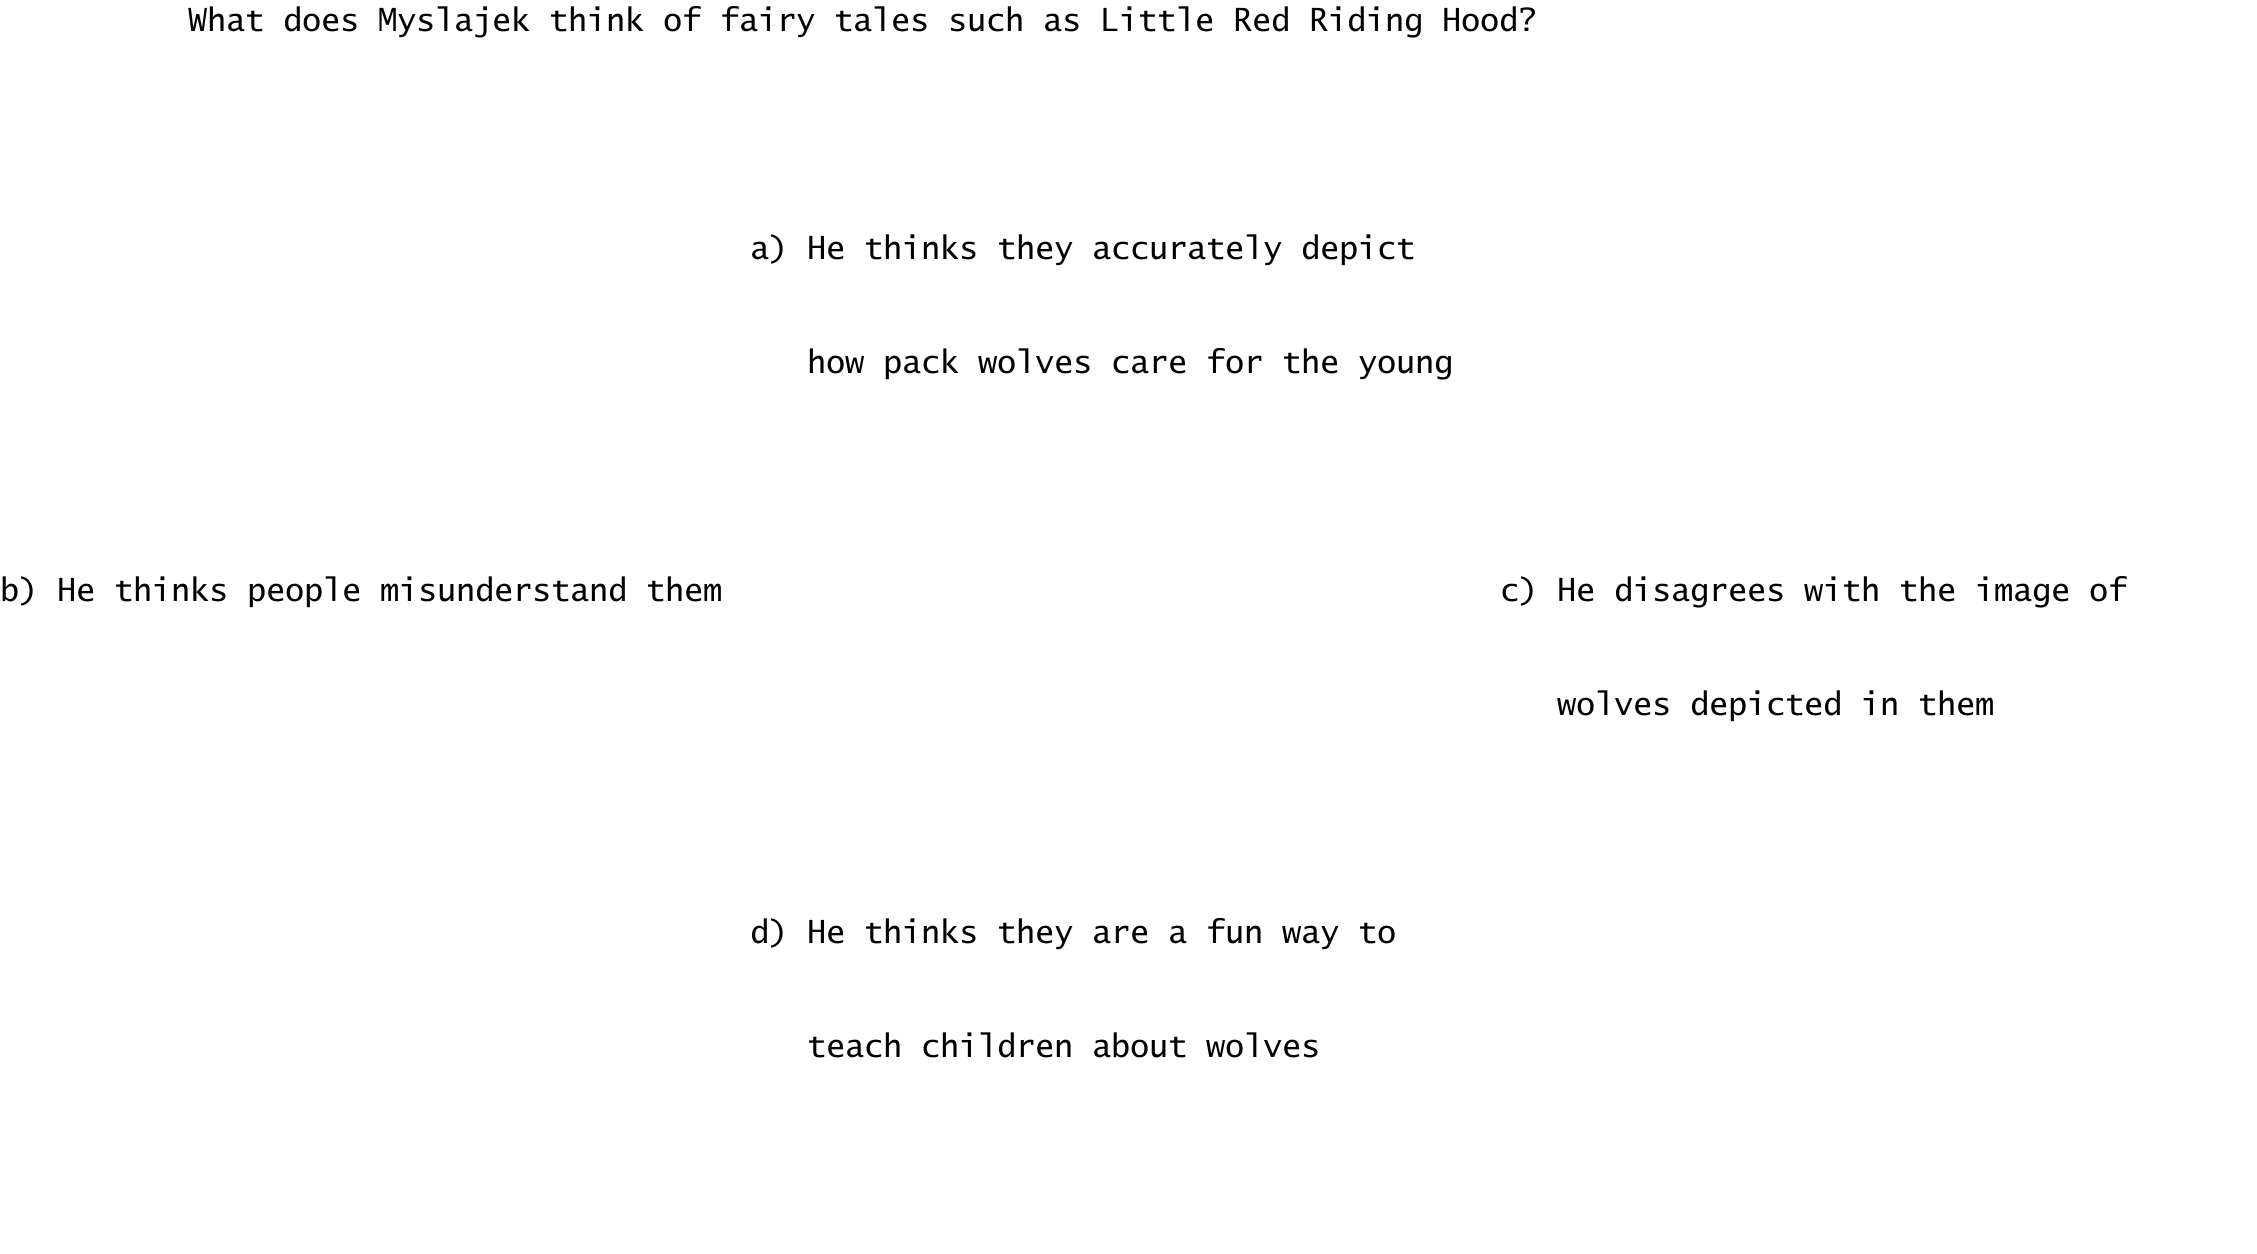 What does Myslajek think of fairy tales such as Little Red Riding Hood?
a) He thinks they accurately depict
how pack wolves care for the young
b) He thinks people misunderstand them
c) He disagrees with the image of
wolves depicted in them
d) He thinks they are a fun way to
teach children about wolves